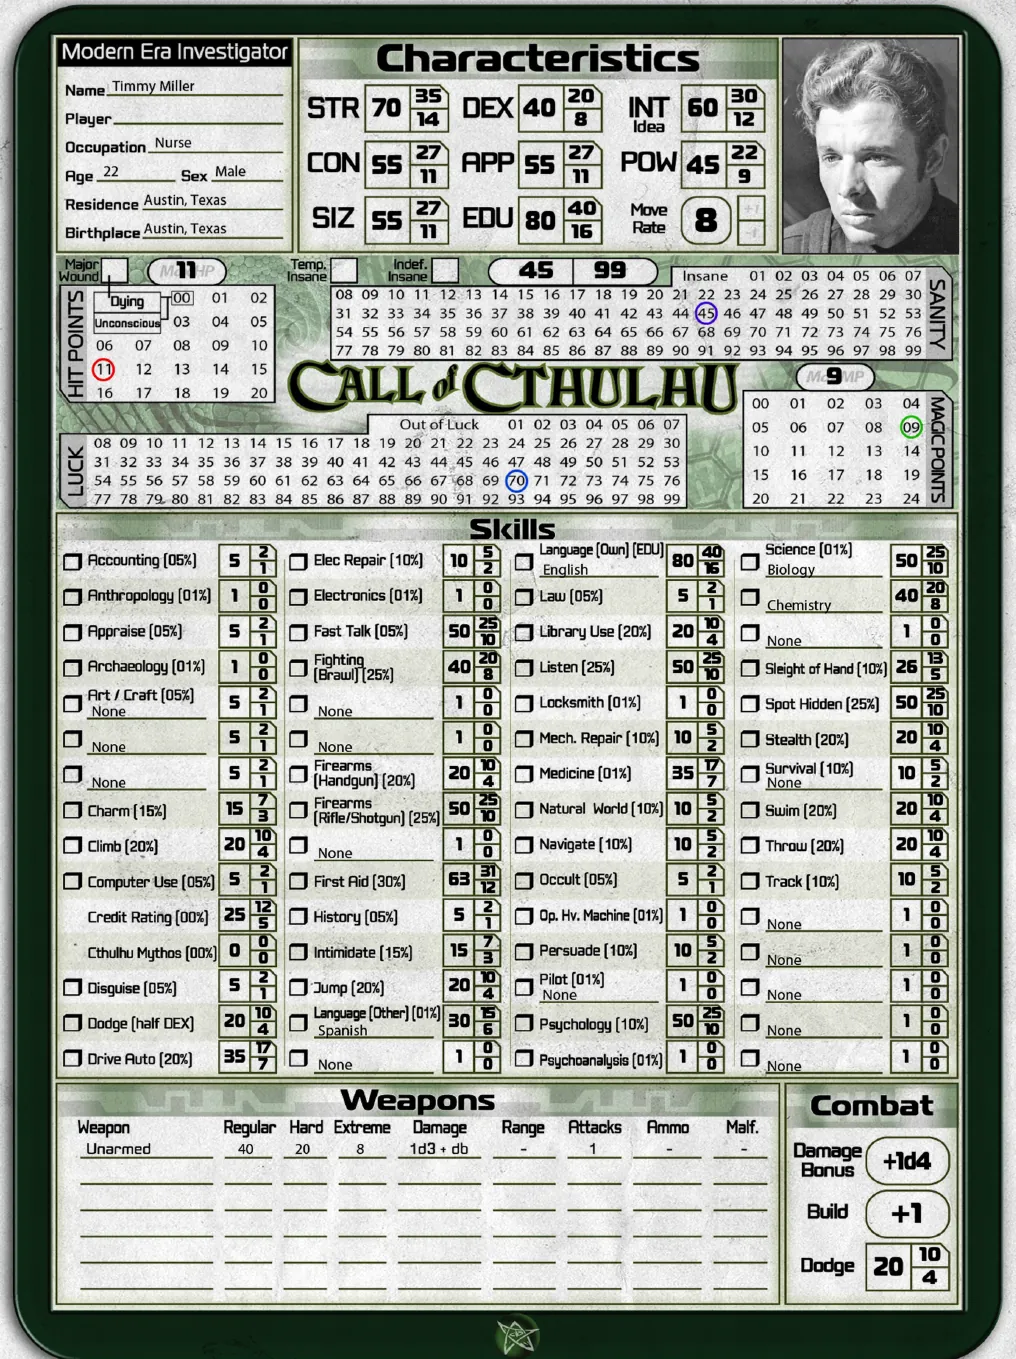 Modern Era Investigator
Name Timmy Miller
Player
Occupation Nurse
Age 22 Sex Male
Residence Austin, Texas
Birthplace Austin, Texas
Characteristics
STR 70 35 14 DEX 40 20 8 INT Idea 60 30 12
CON 55 27 11 APP 55 27 11 POW 45 22 9
SIZ 55 27 11 EDU 80 40 16 Move Rate 8 +1 -1
Major Wound 11
HIT POINTS
Dying 00 01 02
Unconscious 03 04 05
06 07 08 09 10
11 12 13 14 15
16 17 18 19 20
Temp. Insane Indef. Insane 45 99
SANITY
Insane 01 02 03 04 05 06 07
08 09 10 11 12 13 14 15 16 17 18 19 20 21 22 23 24 25 26 27 28 29 30
31 32 33 34 35 36 37 38 39 40 41 42 43 44 45 46 47 48 49 50 51 52 53
54 55 56 57 58 59 60 61 62 63 64 65 66 67 68 69 70 71 72 73 74 75 76
77 78 79 80 81 82 83 84 85 86 87 88 89 90 91 92 93 94 95 96 97 98 99
CALL of CTHULHU
LUCK
Out of Luck 01 02 03 04 05 06 07
08 09 10 11 12 13 14 15 16 17 18 19 20 21 22 23 24 25 26 27 28 29 30
31 32 33 34 35 36 37 38 39 40 41 42 43 44 45 46 47 48 49 50 51 52 53
54 55 56 57 58 59 60 61 62 63 64 65 66 67 68 69 70 71 72 73 74 75 76
77 78 79 80 81 82 83 84 85 86 87 88 89 90 91 92 93 94 95 96 97 98 99
9
MAGIC POINTS
00 01 02 03 04
05 06 07 08 09
10 11 12 13 14
15 16 17 18 19
20 21 22 23 24
Skills
Accounting (05%) 5 2 1
Anthropology (01%) 1 0 0
Appraise (05%) 5 2 1
Archaeology (01%) 1 0 0
Art / Craft (05%)
None 5 2 1
None 5 2 1
None 5 2 1
Charm (15%) 15 7 3
Climb (20%) 20 10 4
Computer Use (05%) 5 2 1
Credit Rating (00%) 25 12 5
Cthulhu Mythos (00%) 0 0 0
Disguise (05%) 5 2 1
Dodge (half DEX) 20 10 4
Drive Auto (20%) 35 17 7
Elec Repair (10%) 10 5 2
Electronics (01%) 1 0 0
Fast Talk (05%) 50 25 10
Fighting
(Brawl) (25%) 40 20 8
None 1 0 0
None 1 0 0
Firearms
(Handgun) (20%) 20 10 4
Firearms
(Rifle/Shotgun) (25%) 50 25 10
None 1 0 0
First Aid (30%) 63 31 12
History (05%) 5 2 1
Intimidate (15%) 15 7 3
Jump (20%) 20 10 4
Language (Other) (01%)
Spanish 30 15 6
None 1 0 0
Language (Own) (EDU)
English 80 40 16
Law (05%) 5 2 1
Library Use (20%) 20 10 4
Listen (25%) 50 25 10
Locksmith (01%) 1 0 0
Mech. Repair (10%) 10 5 2
Medicine (01%) 35 17 7
Natural World (10%) 10 5 2
Navigate (10%) 10 5 2
Occult (05%) 5 2 1
Op. Hv. Machine (01%) 1 0 0
Persuade (10%) 10 5 2
Pilot (01%)
None 1 0 0
Psychology (10%) 50 25 10
Psychoanalysis (01%) 1 0 0
Science (01%)
Biology 50 25 10
Chemistry 40 20 8
None 1 0 0
Sleight of Hand (10%) 26 13 5
Spot Hidden (25%) 50 25 10
Stealth (20%) 20 10 4
Survival (10%)
None 10 5 2
Swim (20%) 20 10 4
Throw (20%) 20 10 4
Track (10%) 10 5 2
None 1 0 0
None 1 0 0
None 1 0 0
None 1 0 0
None 1 0 0
Weapons
Weapon Regular Hard Extreme Damage Range Attacks Ammo Malf.
Unarmed 40 20 8 1d3 + db - 1 - -
Combat
Damage Bonus +1d4
Build +1
Dodge 20 10 4